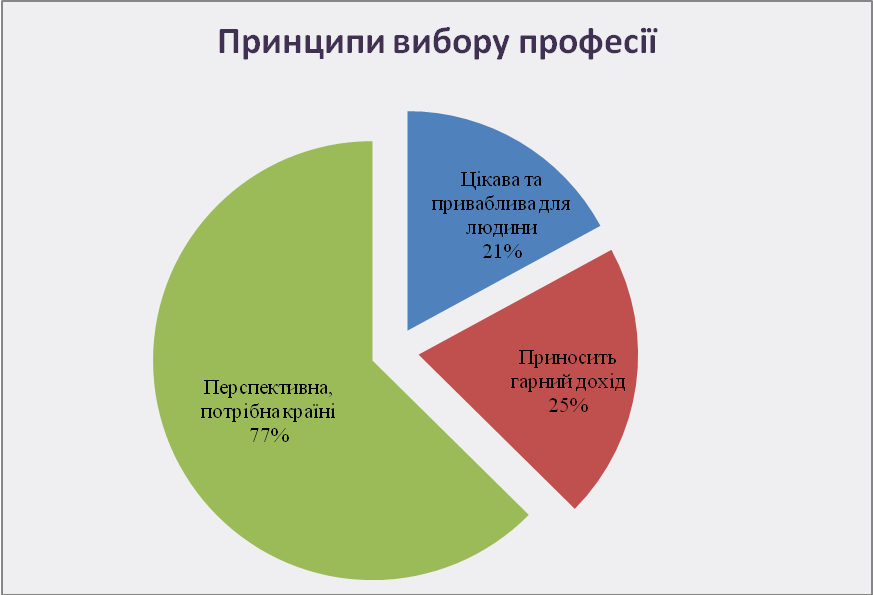 Принципи вибору професії
Цікава та
приваблива для
людини
21%
Приносить
гарний дохід
25%
Перспективна,
потрібна країні
77%